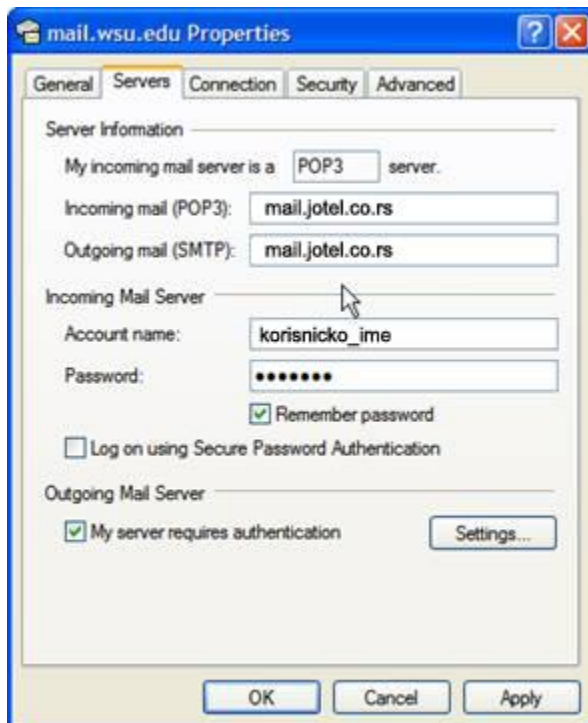 mail.wsu.edu Properties
General Servers Connection Security Advanced
Server Information
My incoming mail server is a POP3 server.
Incoming mail (POP3): mail.jotel.co.rs
Outgoing mail (SMTP): mail.jotel.co.rs
Incoming Mail Server
Account name: korisnicko_ime
Password: •••••••
Remember password
Log on using Secure Password Authentication
Outgoing Mail Server
My server requires authentication Settings...
OK Cancel Apply